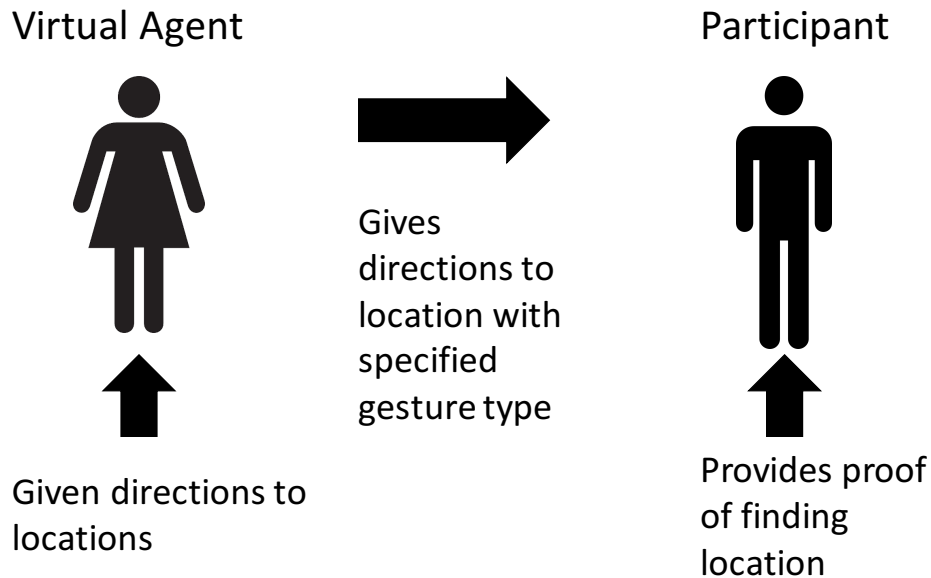 Virtual Agent
Participant
Gives
directions to
location with
specified
gesture type
Given directions to
locations
Provides proof
of finding
location